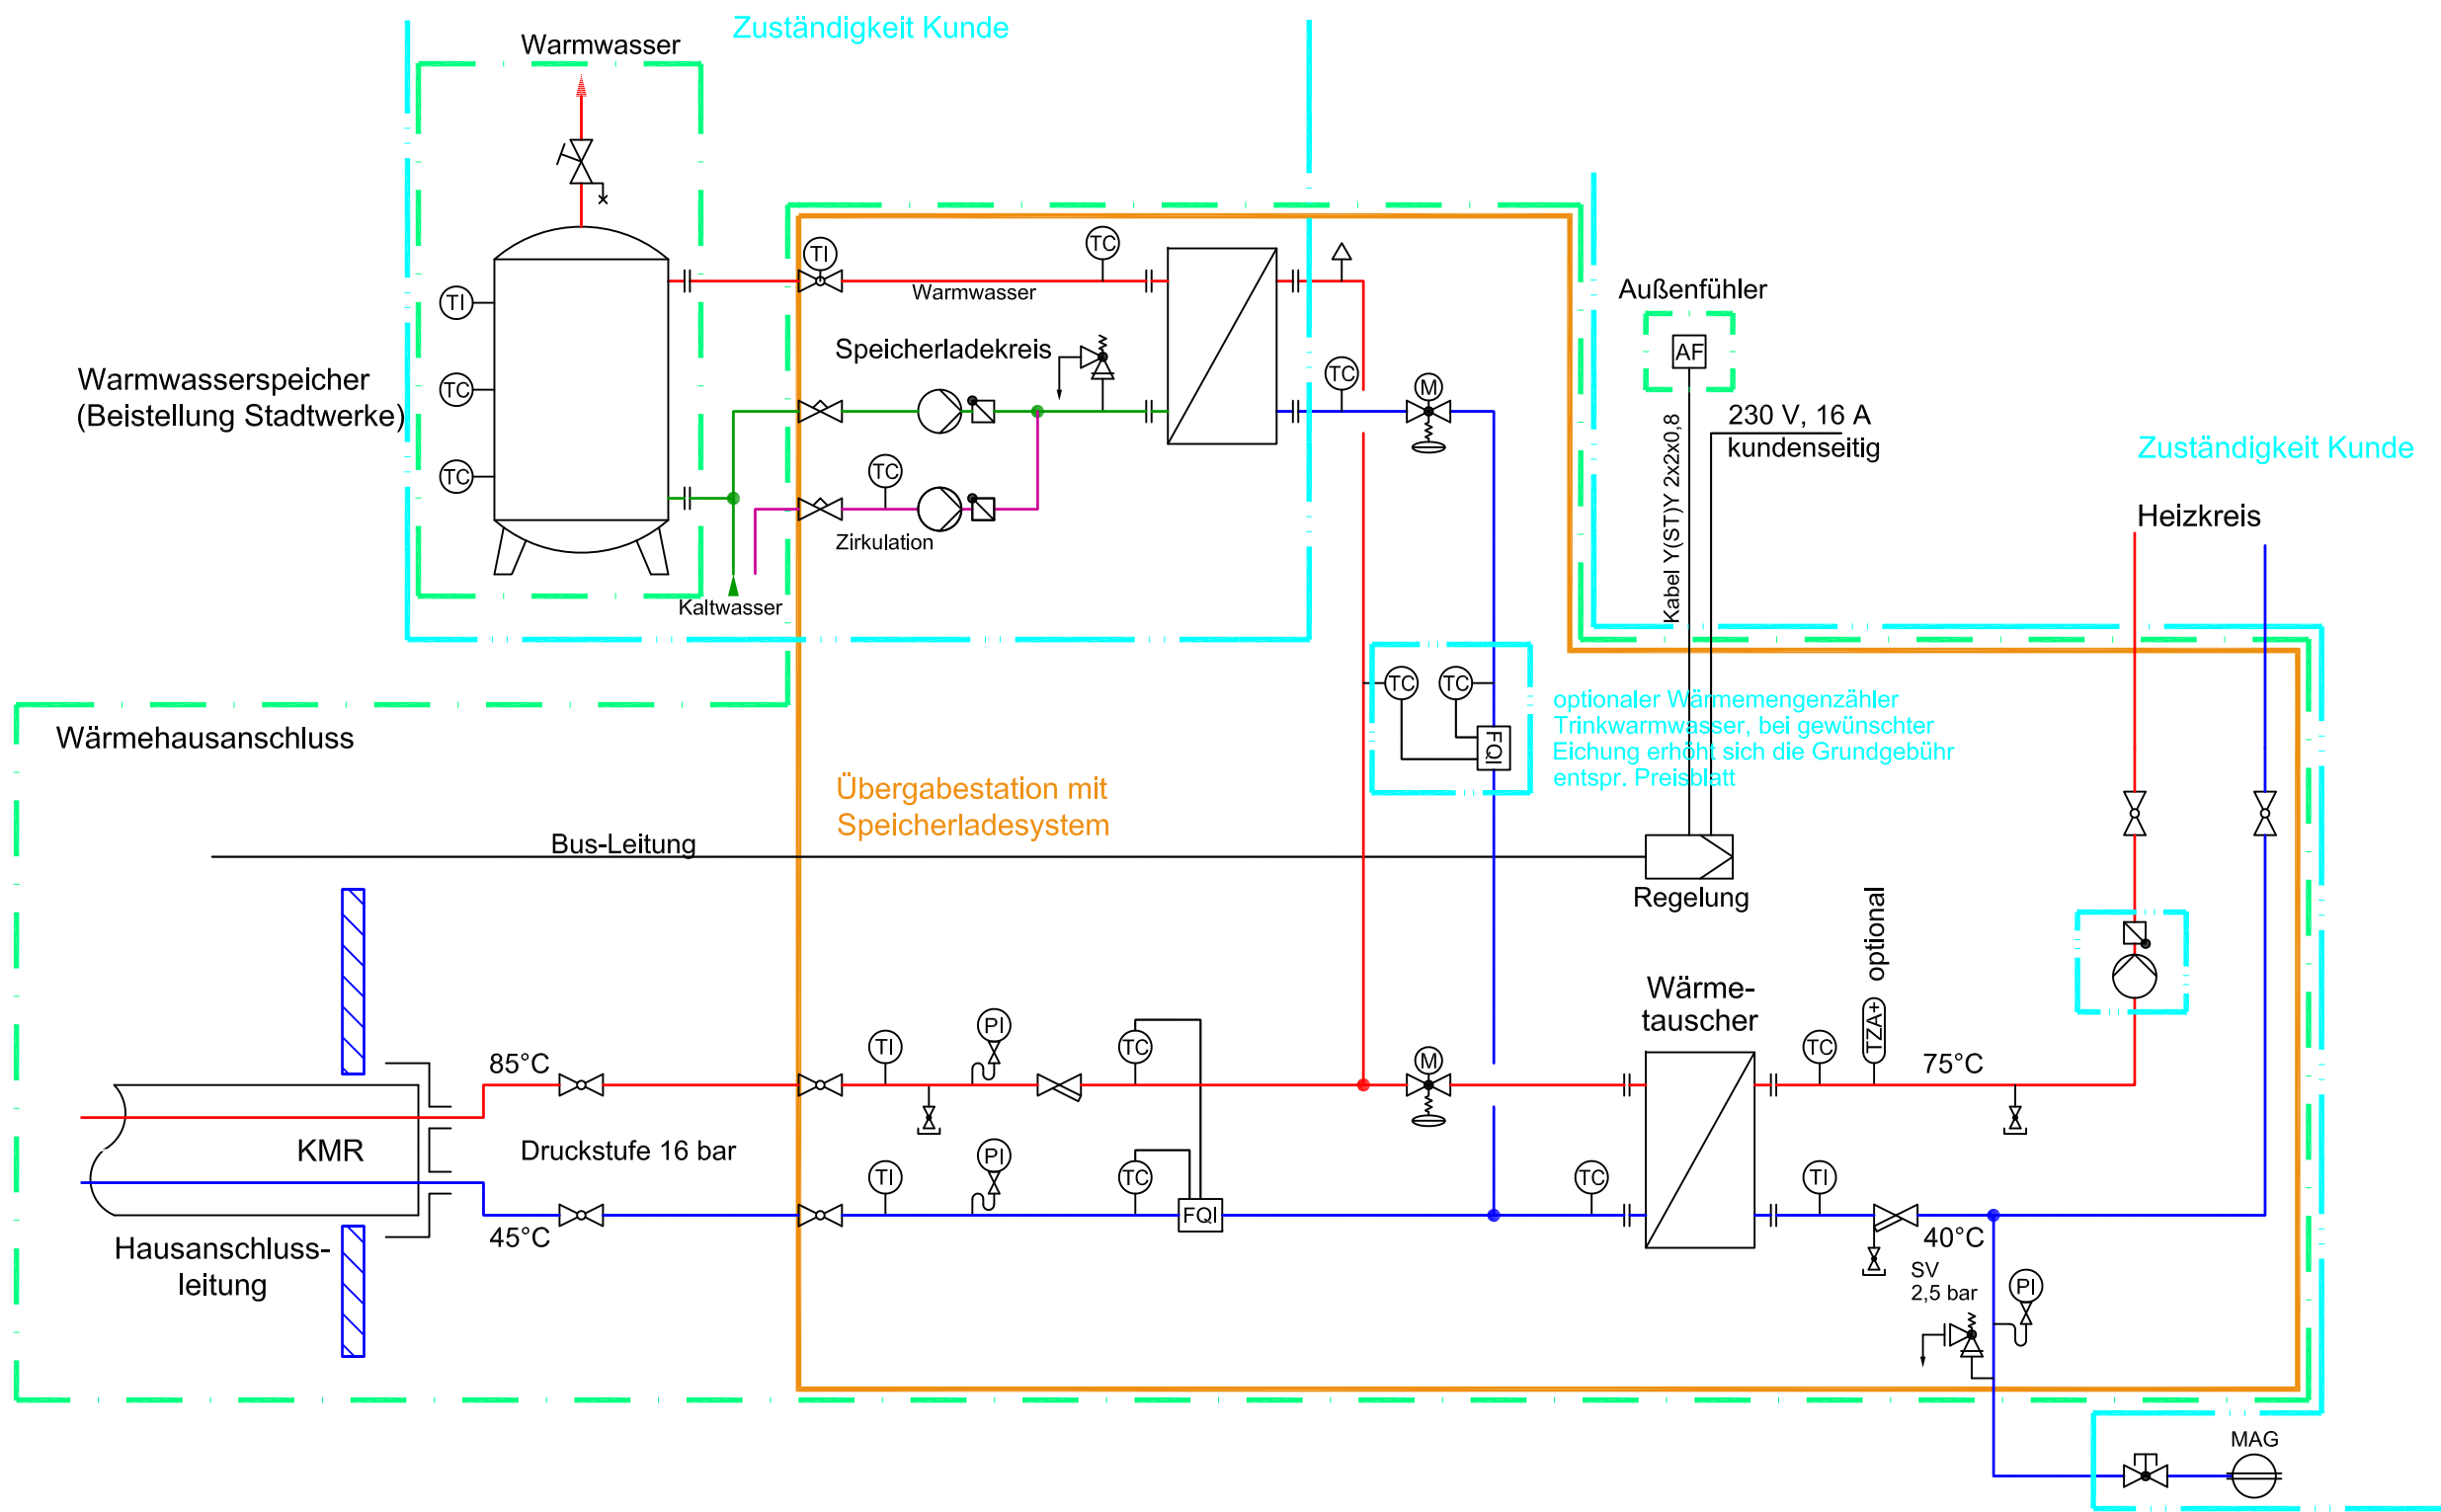 Zuständigkeit Kunde
Warmwasser
TI
TC
Warmwasser
Außenfühler
TI
AF
Speicherladekreis
Warmwasserspeicher
(Beistellung Stadtwerke)
TC
TC
M
230 V, 16 A
kundenseitig
Kabel Y(ST)Y 2x2x0,8
Zuständigkeit Kunde
TC
TC
Heizkreis
Zirkulation
Kaltwasser
TC
TC
optionaler Wärmemengenzähler
Trinkwarmwasser, bei gewünschter
Eichung erhöht sich die Grundgebühr
entspr. Preisblatt
FQI
Wärmehausanschluss
Übergabestation mit
Speicherladesystem
Bus-Leitung
Regelung
optional
Wärme-
tauscher
TZA+
85°C
TI
PI
TC
M
TC
75°C
KMR
Druckstufe 16 bar
TI
PI
TC
FQI
TC
TI
45°C
40°C
Hausanschluss-
leitung
SV
2,5 bar
PI
MAG